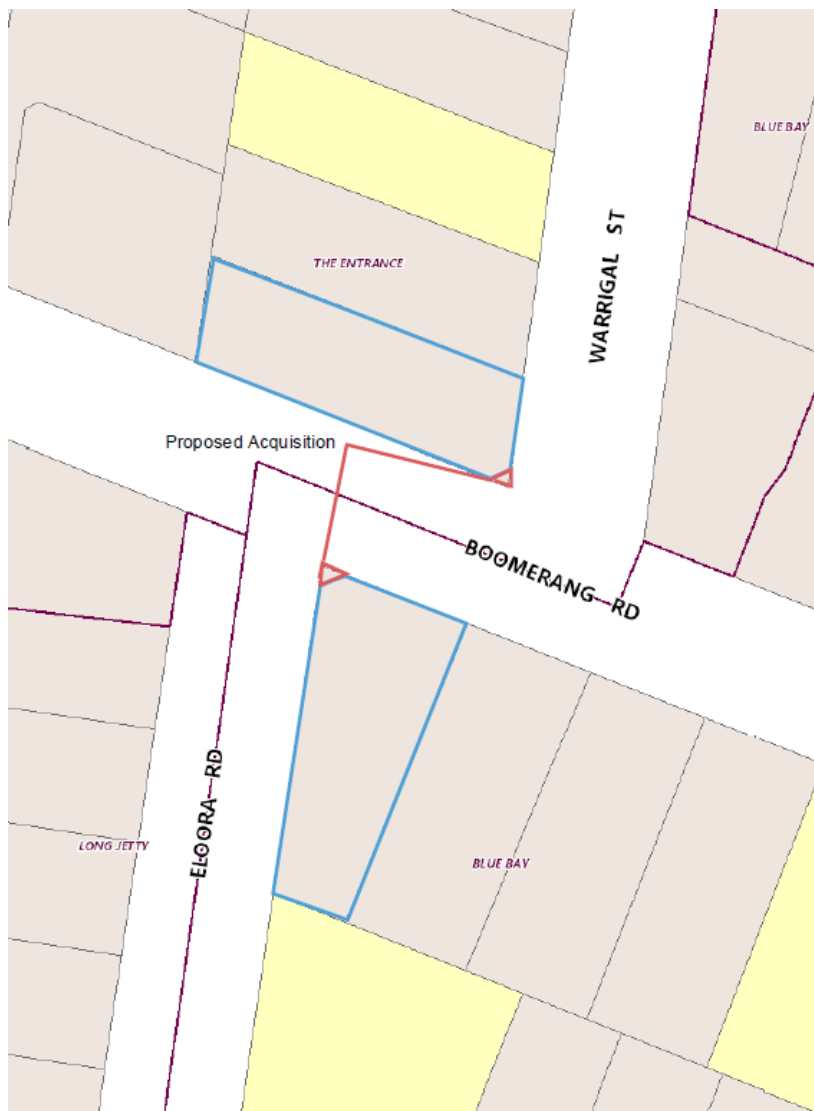 BLUE BAY
WARRIGAL ST
THE ENTRANCE
Proposed Acquisition
BOOMERANG RD
ELOORA RD
LONG JETTY
BLUE BAY